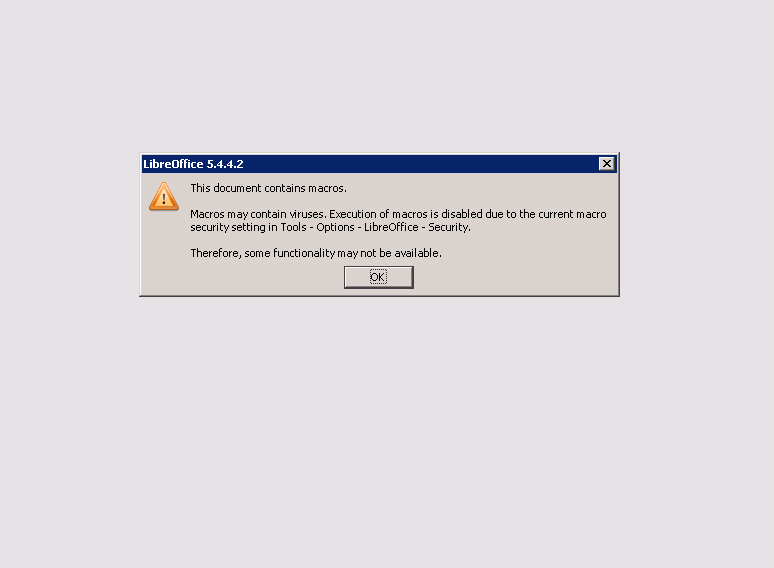 LibreOffice 5.4.4.2
This document contains macros.
Macros may contain viruses. Execution of macros is disabled due to the current macro
security setting in Tools - Options - LibreOffice - Security.
Therefore, some functionality may not be available.
OK